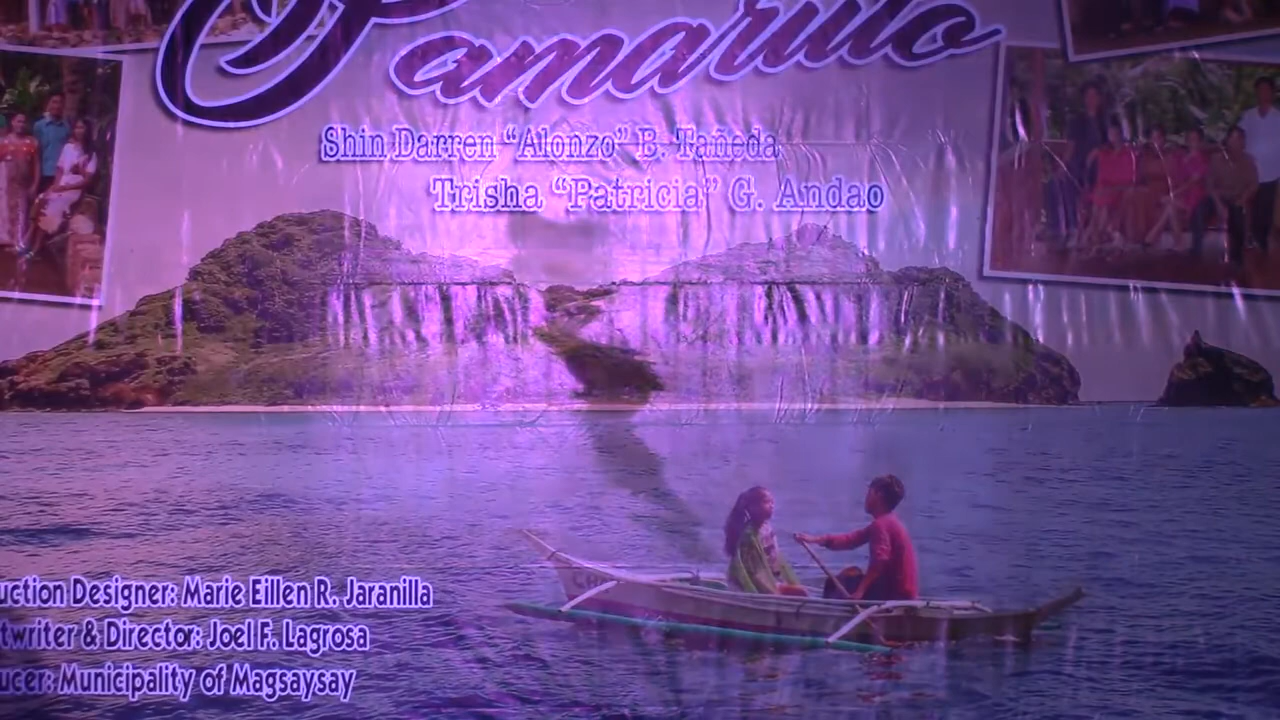 Shin Darren “Alonzo” B. Tañeda
Trisha “Patricia” G. Andao
uction Designer: Marie Eillen R. Jaranilla
twriter & Director: Joel F. Lagrosa
ucer: Municipality of Magsaysay